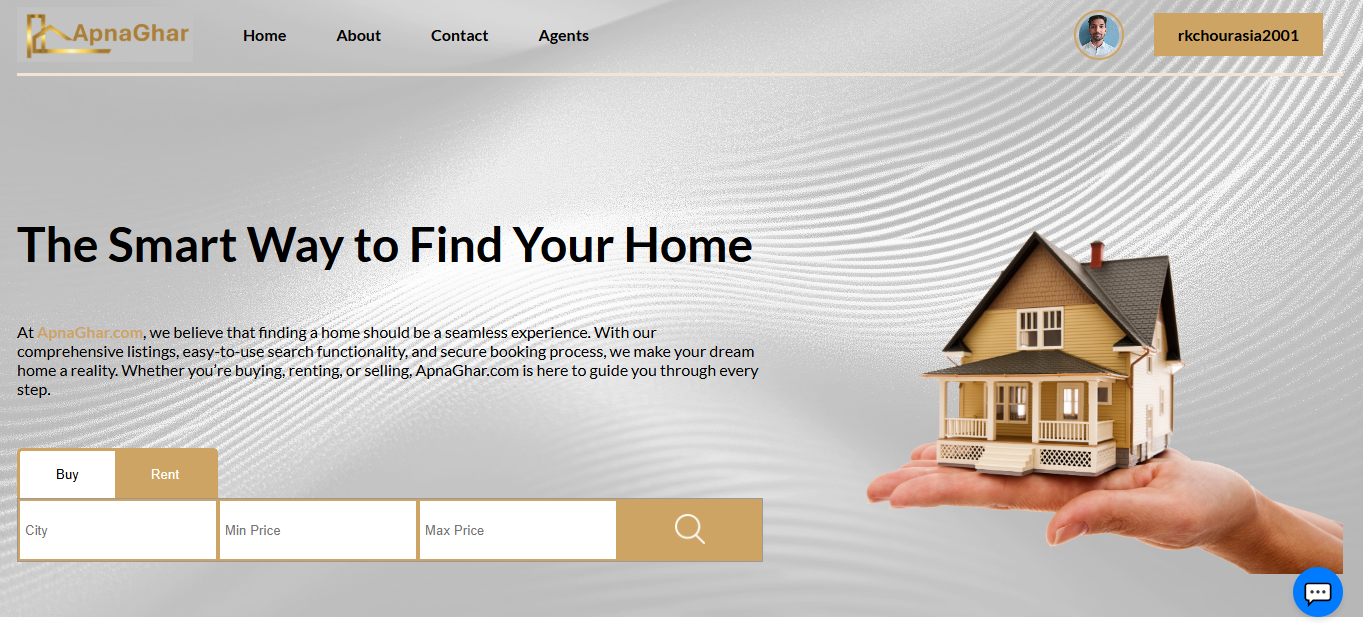 ApnaGhar
Home
About
Contact
Agents
rkchourasia2001
The Smart Way to Find Your Home
At ApnaGhar.com, we believe that finding a home should be a seamless experience. With our
comprehensive listings, easy-to-use search functionality, and secure booking process, we make your dream
home a reality. Whether you're buying, renting, or selling, ApnaGhar.com is here to guide you through every
step.
Buy
Rent
City
Min Price
Max Price